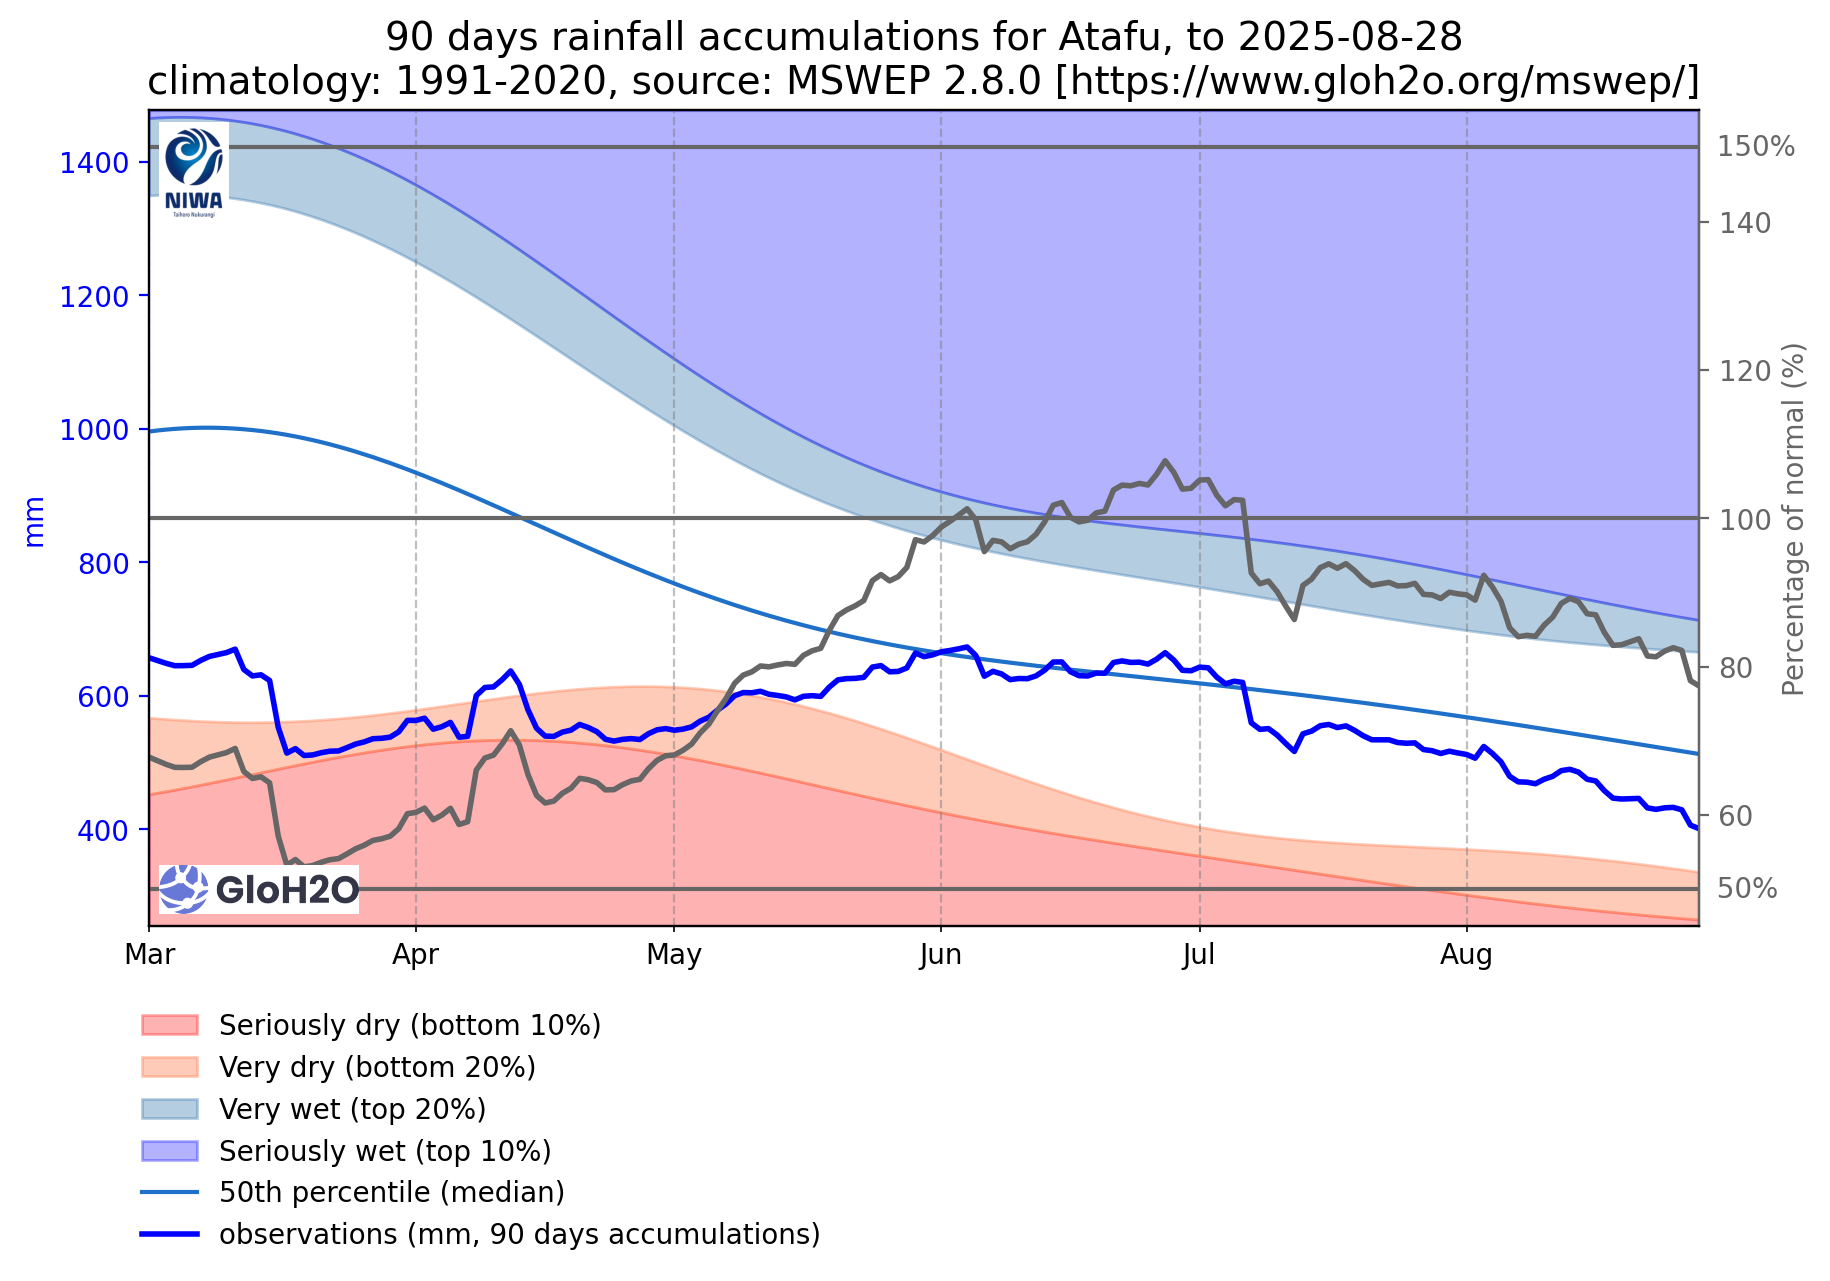 90 days rainfall accumulations for Atafu, to 2025-08-28
climatology: 1991-2020, source: MSWEP 2.8.0 [https://www.gloh2o.org/mswep/]
1400
1200
1000
800
600
400
mm
150%
140
120
100
80
60
50%
Percentage of normal (%)
NIWA
Taihoro Nukurangi
GloH2O
Mar
Apr
May
Jun
Jul
Aug
Seriously dry (bottom 10%)
Very dry (bottom 20%)
Very wet (top 20%)
Seriously wet (top 10%)
50th percentile (median)
observations (mm, 90 days accumulations)